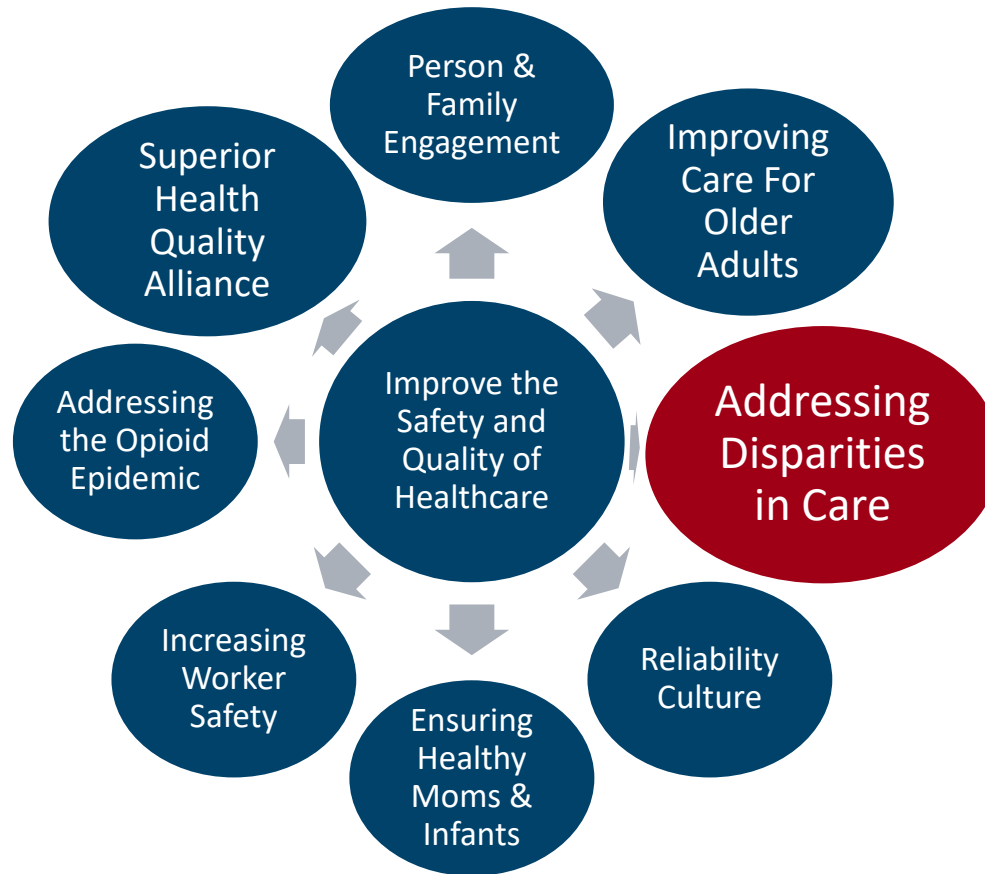 Person &
Family
Engagement
Improving
Care For
Older
Adults
Superior
Health
Quality
Alliance
Addressing
the Opioid
Epidemic
Improve the
Safety and
Quality of
Healthcare
Addressing
Disparities
in Care
Increasing
Worker
Safety
Reliability
Culture
Ensuring
Healthy
Moms &
Infants